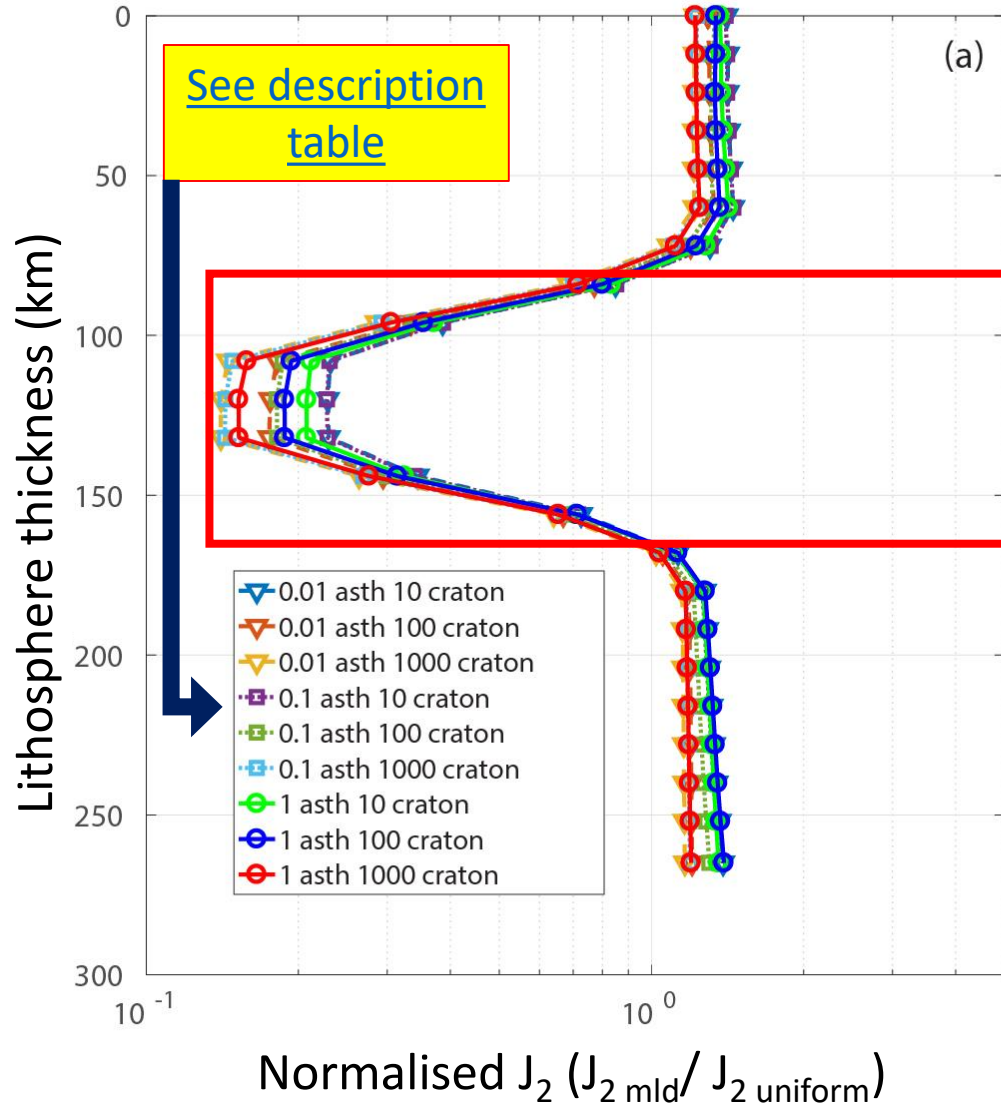 0
(a)
See description
table
50
100
150
200
250
300
Lithosphere thickness (km)
0.01 asth 10 craton
0.01 asth 100 craton
0.01 asth 1000 craton
0.1 asth 10 craton
0.1 asth 100 craton
0.1 asth 1000 craton
1 asth 10 craton
1 asth 100 craton
1 asth 1000 craton
10⁻¹ 10⁰
Normalised J₂ (J₂ mld/ J₂ uniform)